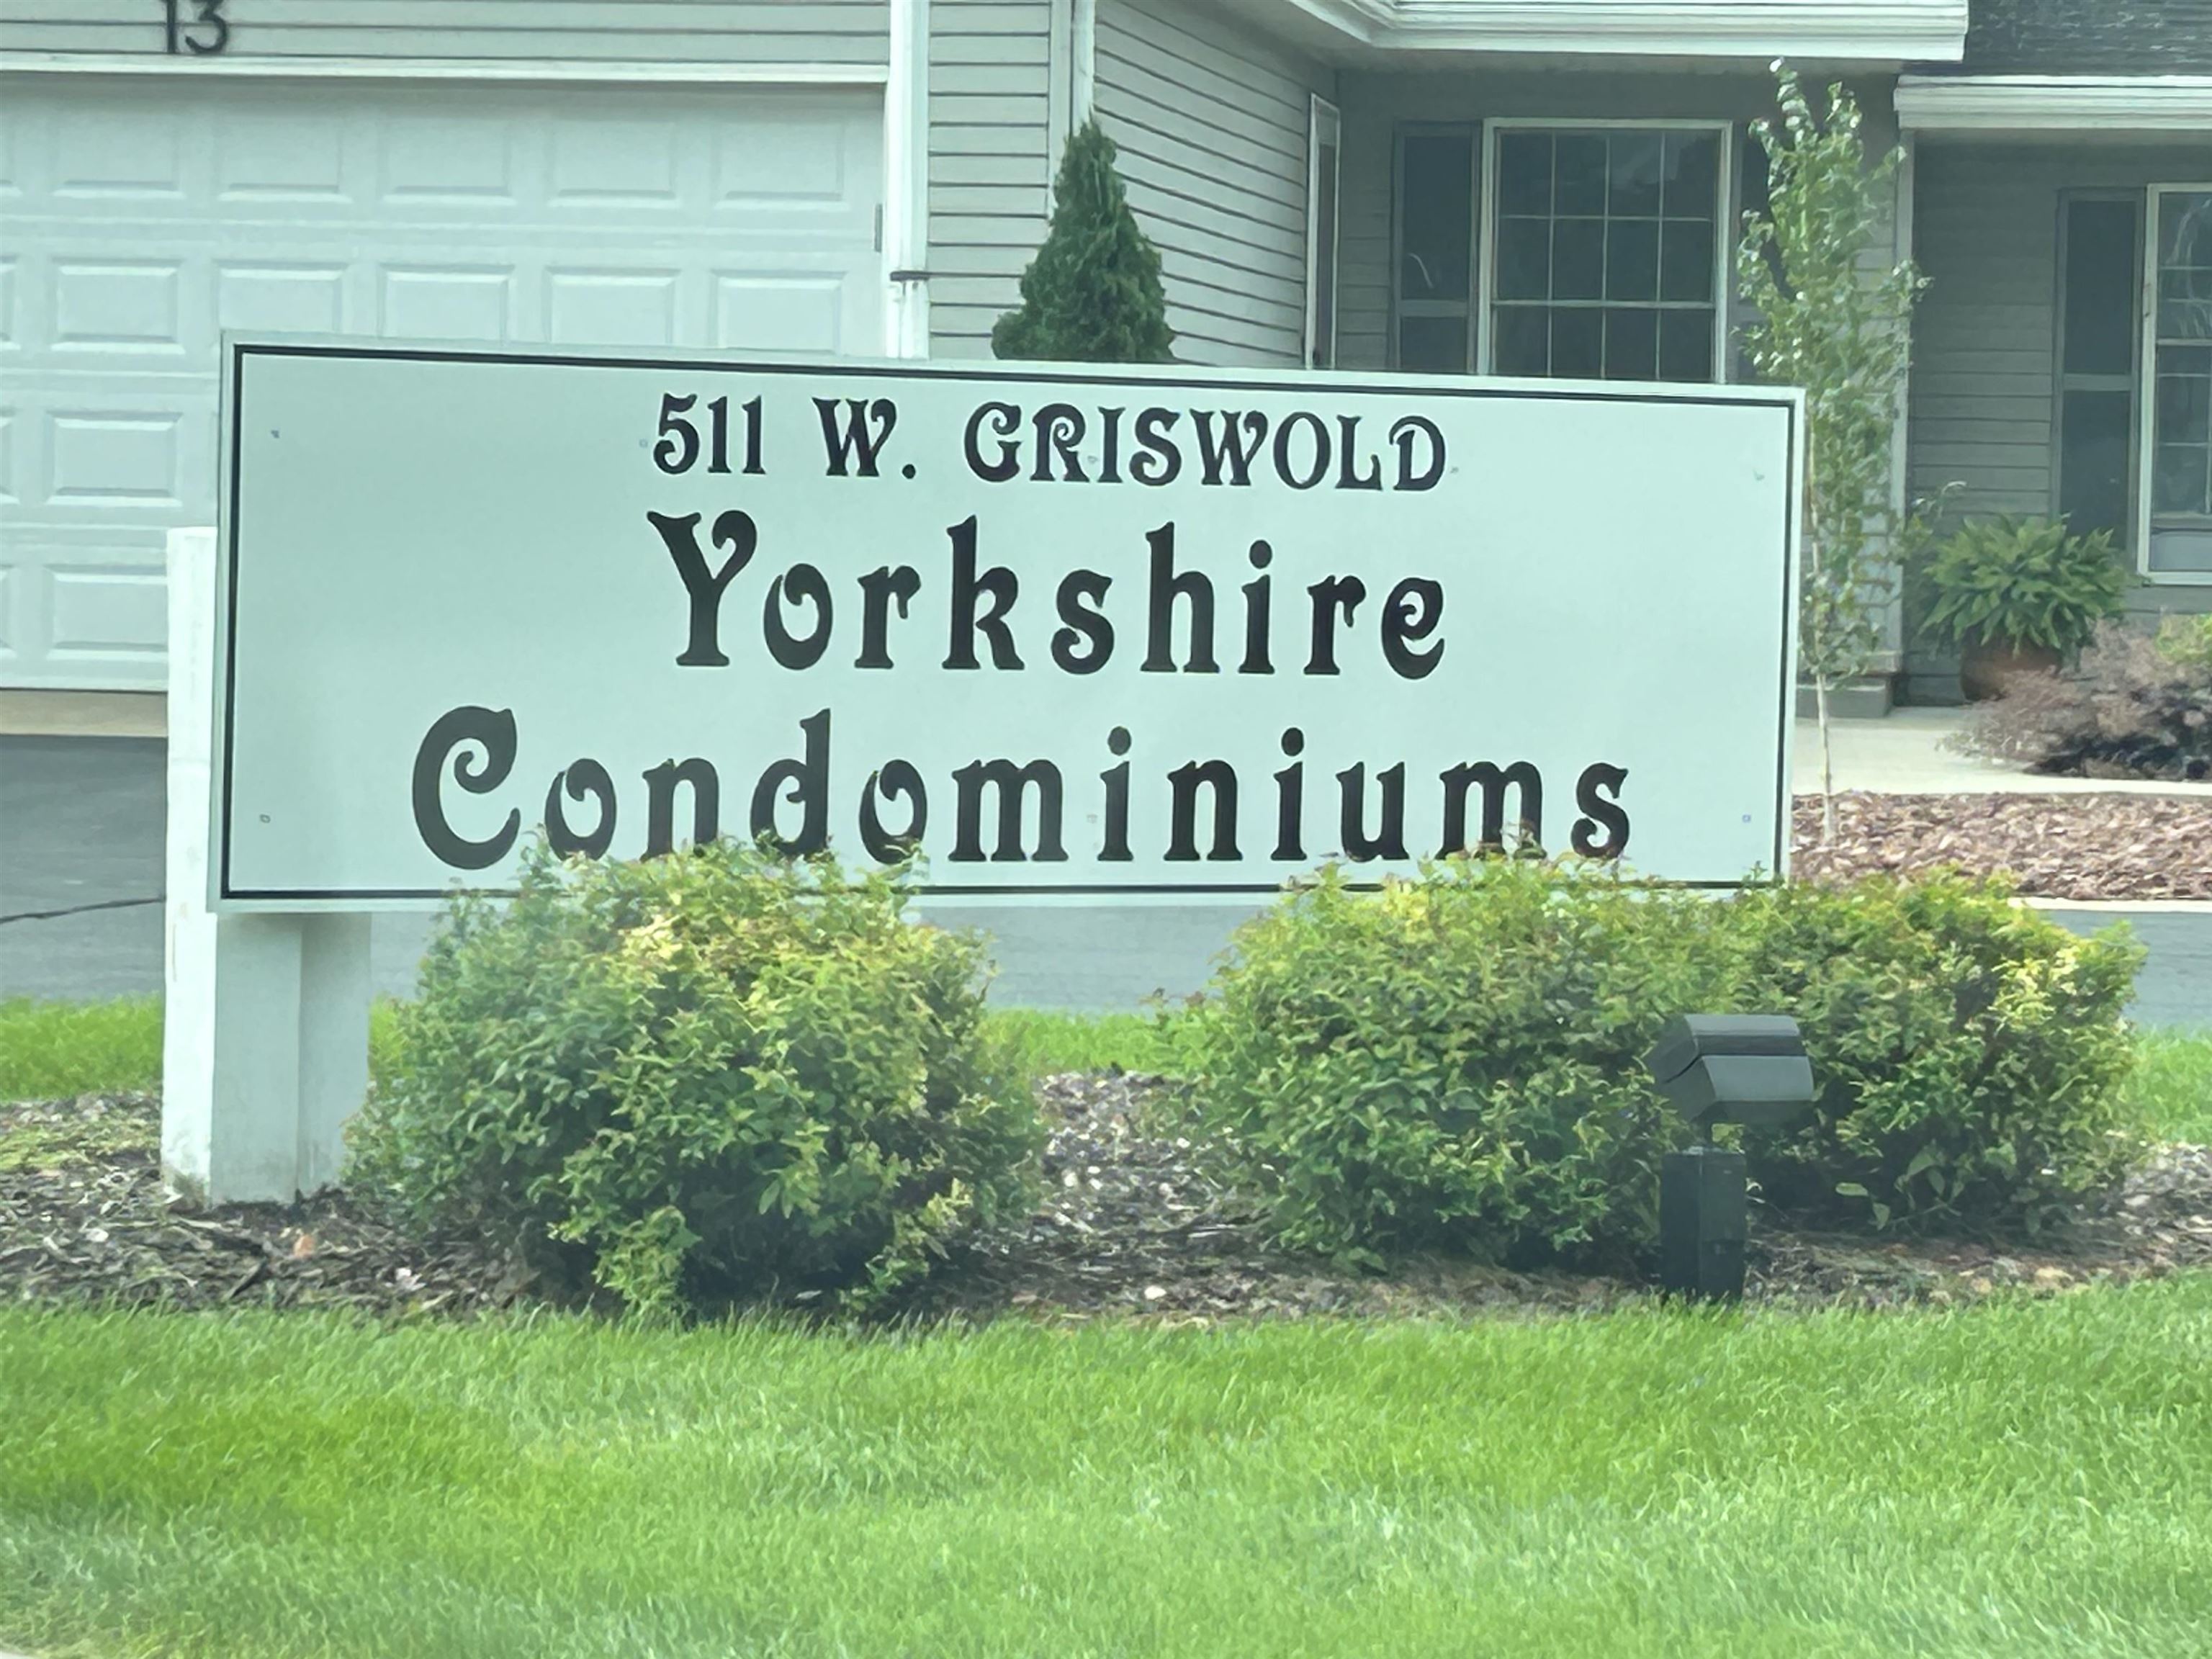 13
511 W. GRISWOLD
Yorkshire
Condominiums